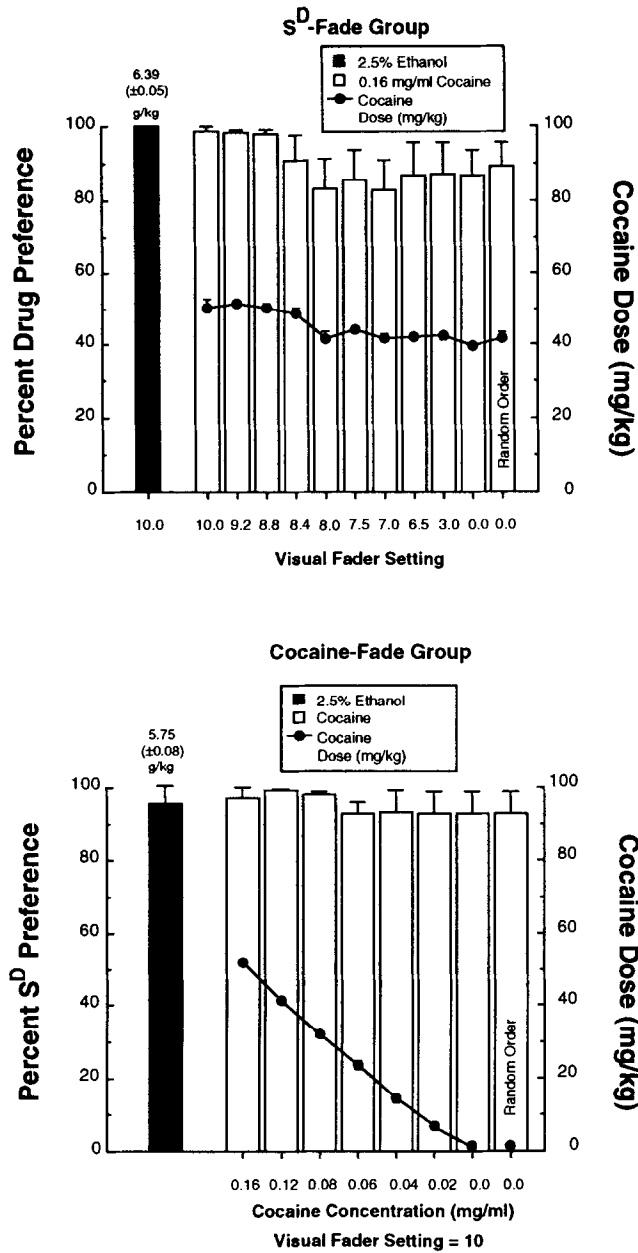 S^D-Fade Group
6.39
(±0.05)
g/kg
2.5% Ethanol
0.16 mg/ml Cocaine
Cocaine
Dose (mg/kg)
Percent Drug Preference
100
80
60
40
20
0
100
80
60
40
20
0
Cocaine Dose (mg/kg)
Random Order
10.0 10.0 9.2 8.8 8.4 8.0 7.5 7.0 6.5 3.0 0.0 0.0
Visual Fader Setting
Cocaine-Fade Group
5.75
(±0.08)
g/kg
2.5% Ethanol
Cocaine
Cocaine
Dose (mg/kg)
Percent S^D Preference
100
80
60
40
20
0
100
80
60
40
20
0
Cocaine Dose (mg/kg)
Random Order
0.16 0.12 0.08 0.06 0.04 0.02 0.0 0.0
Cocaine Concentration (mg/ml)
Visual Fader Setting = 10